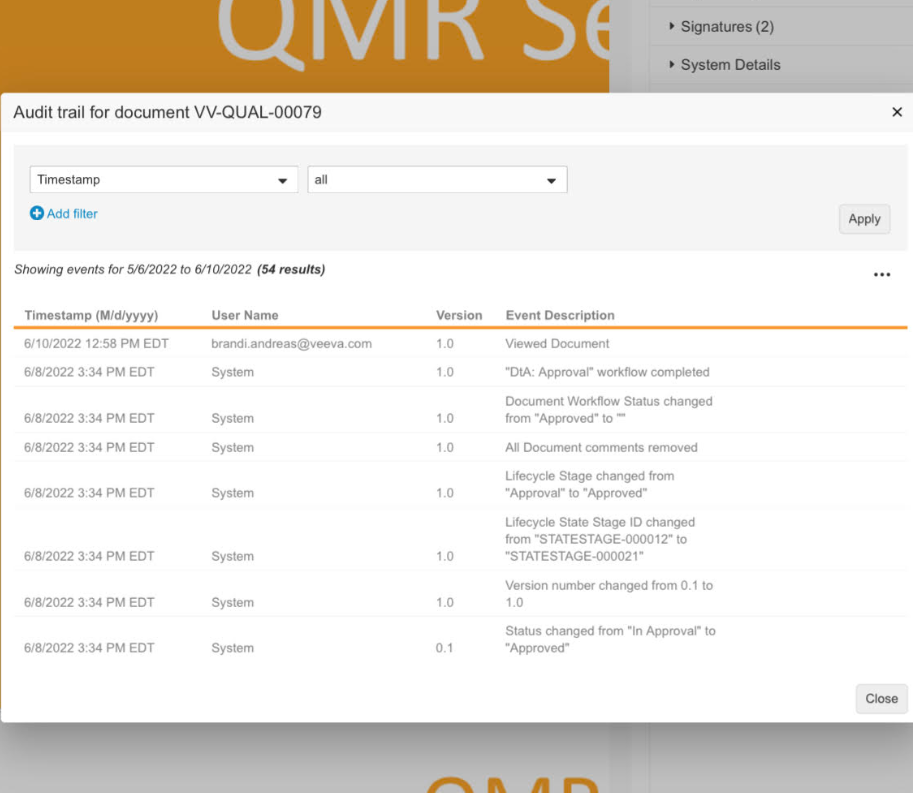 QMR Se
Signatures (2)
System Details
Audit trail for document VV-QUAL-00079
Timestamp all
Add filter
Apply
Showing events for 5/6/2022 to 6/10/2022 (54 results)
Timestamp (M/d/yyyy) User Name Version Event Description
6/10/2022 12:58 PM EDT brandi.andreas@veeva.com 1.0 Viewed Document
6/8/2022 3:34 PM EDT System 1.0 "DtA: Approval" workflow completed
Document Workflow Status changed
6/8/2022 3:34 PM EDT System 1.0 from "Approved" to ""
6/8/2022 3:34 PM EDT System 1.0 All Document comments removed
Lifecycle Stage changed from
6/8/2022 3:34 PM EDT System 1.0 "Approval" to "Approved"
Lifecycle State Stage ID changed
from "STATESTAGE-000012" to
6/8/2022 3:34 PM EDT System 1.0 "STATESTAGE-000021"
Version number changed from 0.1 to
6/8/2022 3:34 PM EDT System 1.0 1.0
Status changed from "In Approval" to
6/8/2022 3:34 PM EDT System 0.1 "Approved"
Close
QMR